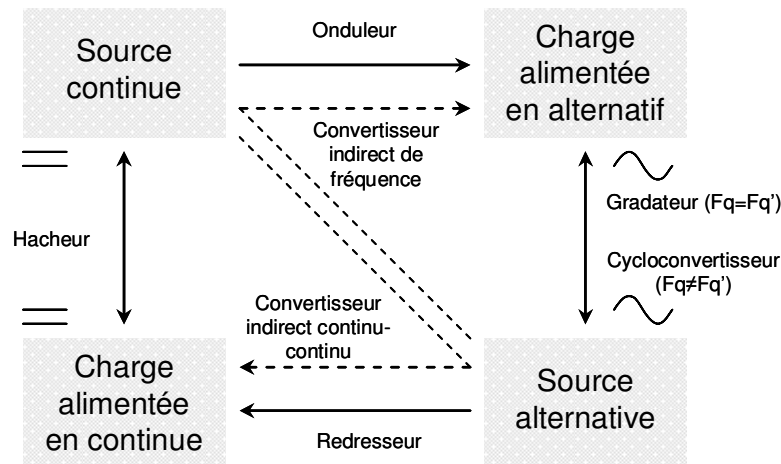 Source
continue
Onduleur
Charge
alimentée
en alternatif
Convertisseur
indirect de
fréquence
Hacheur
Gradateur (Fq=Fq')
Cycloconvertisseur
(Fq≠Fq')
Convertisseur
indirect continu-
continu
Charge
alimentée
en continue
Redresseur
Source
alternative